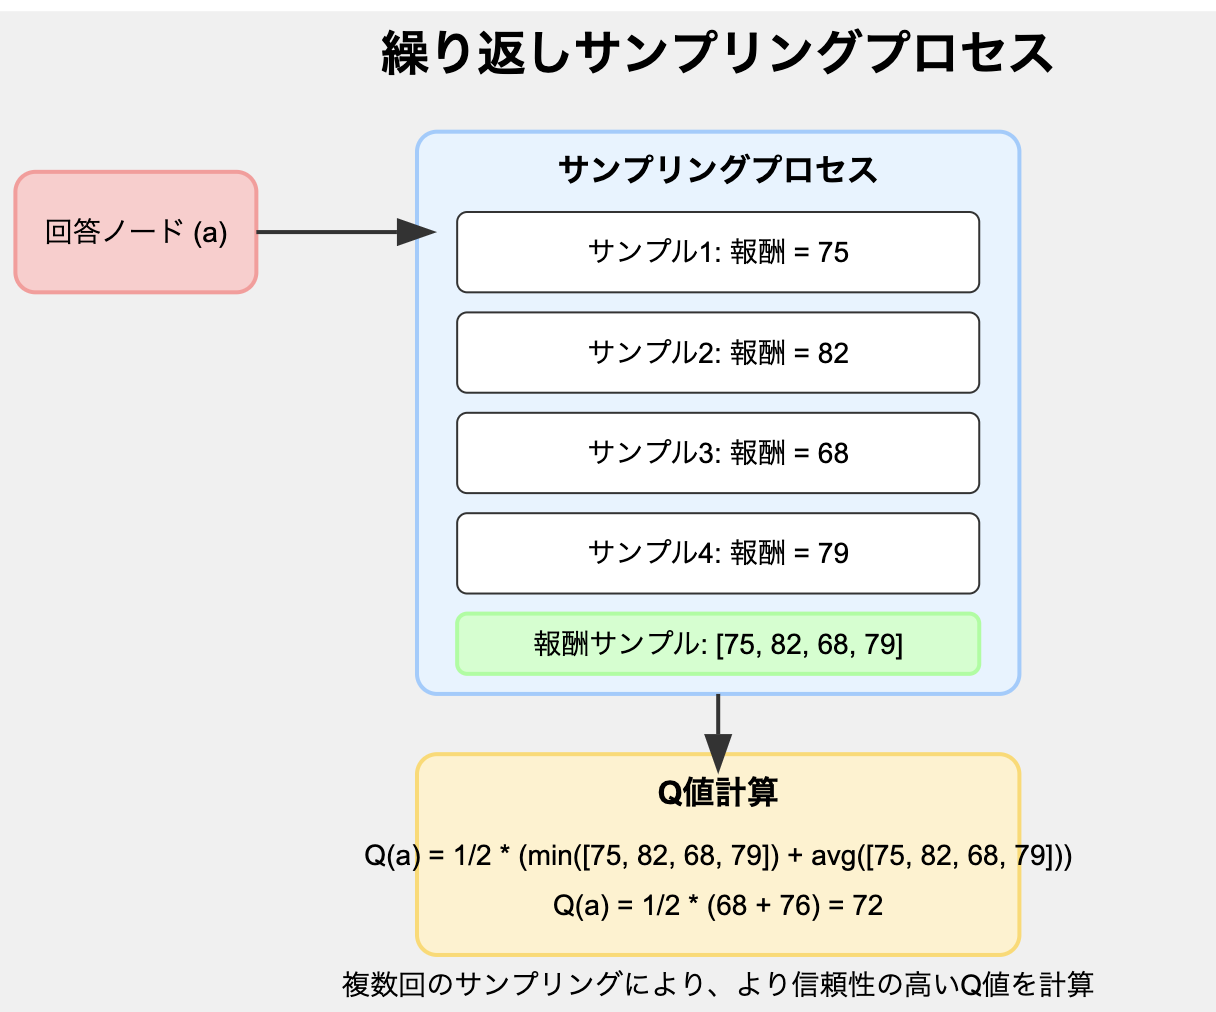 繰り返しサンプリングプロセス
サンプリングプロセス
回答ノード (a)
サンプル1: 報酬 = 75
サンプル2: 報酬 = 82
サンプル3: 報酬 = 68
サンプル4: 報酬 = 79
報酬サンプル: [75, 82, 68, 79]
Q値計算
Q(a) = 1/2 * (min([75, 82, 68, 79]) + avg([75, 82, 68, 79]))
Q(a) = 1/2 * (68 + 76) = 72
複数回のサンプリングにより、より信頼性の高いQ値を計算